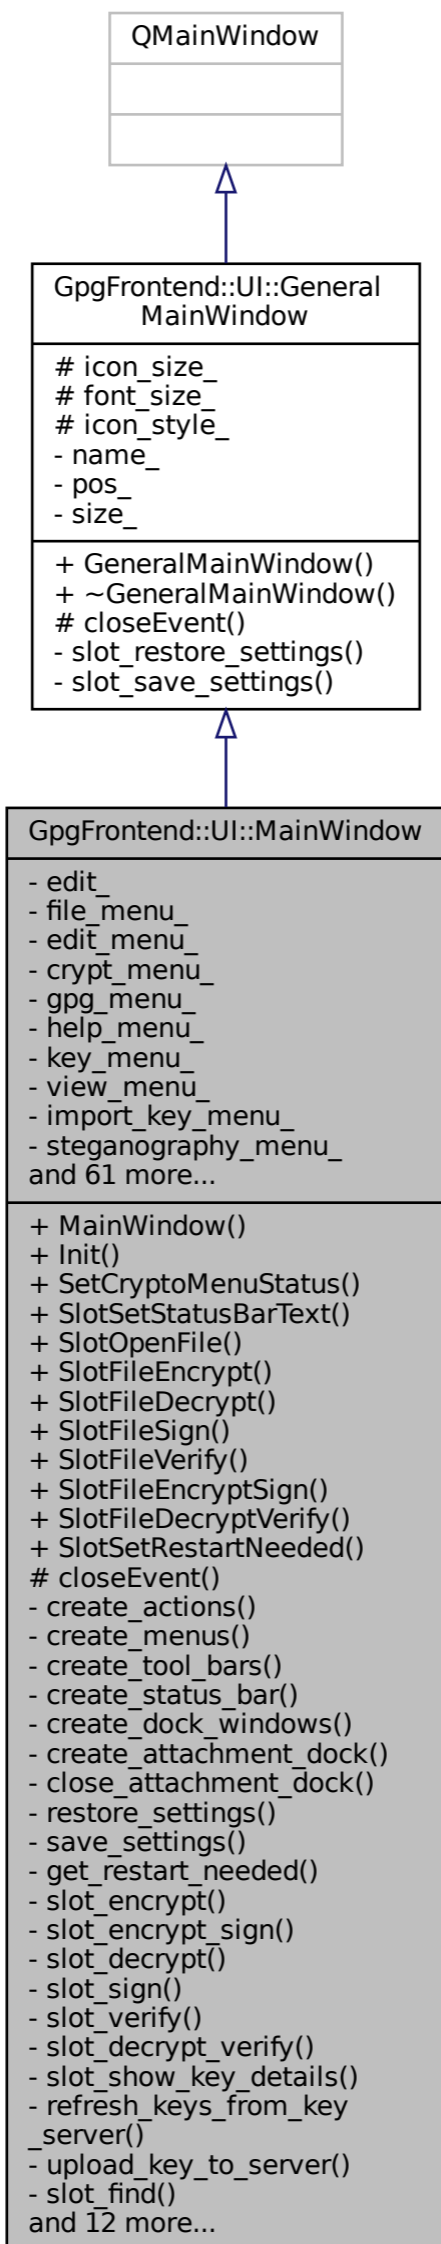 QMainWindow
GpgFrontend::UI::General
MainWindow
# icon_size_
# font_size_
# icon_style_
- name_
- pos_
- size_
+ GeneralMainWindow()
+ ~GeneralMainWindow()
# closeEvent()
- slot_restore_settings()
- slot_save_settings()
GpgFrontend::UI::MainWindow
- edit_
- file_menu_
- edit_menu_
- crypt_menu_
- gpg_menu_
- help_menu_
- key_menu_
- view_menu_
- import_key_menu_
- steganography_menu_
and 61 more...
+ MainWindow()
+ Init()
+ SetCryptoMenuStatus()
+ SlotSetStatusBarText()
+ SlotOpenFile()
+ SlotFileEncrypt()
+ SlotFileDecrypt()
+ SlotFileSign()
+ SlotFileVerify()
+ SlotFileEncryptSign()
+ SlotFileDecryptVerify()
+ SlotSetRestartNeeded()
# closeEvent()
- create_actions()
- create_menus()
- create_tool_bars()
- create_status_bar()
- create_dock_windows()
- create_attachment_dock()
- close_attachment_dock()
- restore_settings()
- save_settings()
- get_restart_needed()
- slot_encrypt()
- slot_encrypt_sign()
- slot_decrypt()
- slot_sign()
- slot_verify()
- slot_decrypt_verify()
- slot_show_key_details()
- refresh_keys_from_key
_server()
- upload_key_to_server()
- slot_find()
and 12 more...